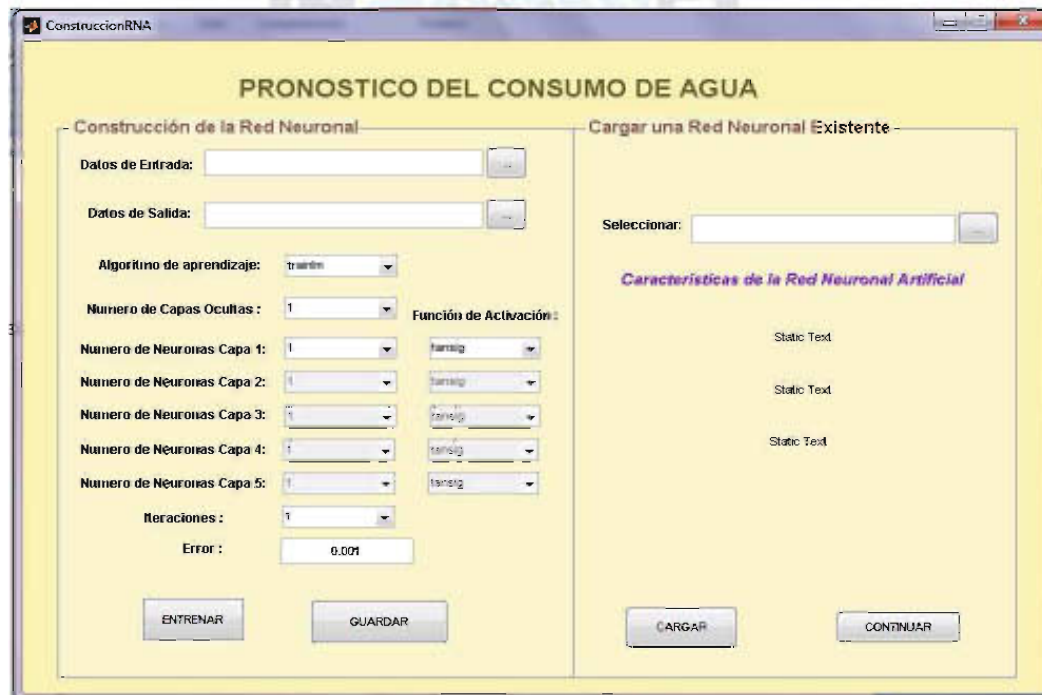 ConstruccionRNA
PRONOSTICO DEL CONSUMO DE AGUA
Construcción de la Red Neuronal
Datos de Entrada:
...
Datos de Salida:
...
Algoritmo de aprendizaje:
trainlm
Numero de Capas Ocultas :
1
Función de Activación :
Numero de Neuronas Capa 1:
1
tansig
Numero de Neuronas Capa 2:
1
tansig
Numero de Neuronas Capa 3:
1
tansig
Numero de Neuronas Capa 4:
1
tansig
Numero de Neuronas Capa 5:
1
tansig
Iteraciones :
1
Error :
0.001
ENTRENAR
GUARDAR
Cargar una Red Neuronal Existente
Seleccionar:
...
Características de la Red Neuronal Artificial
Static Text
Static Text
Static Text
CARGAR
CONTINUAR